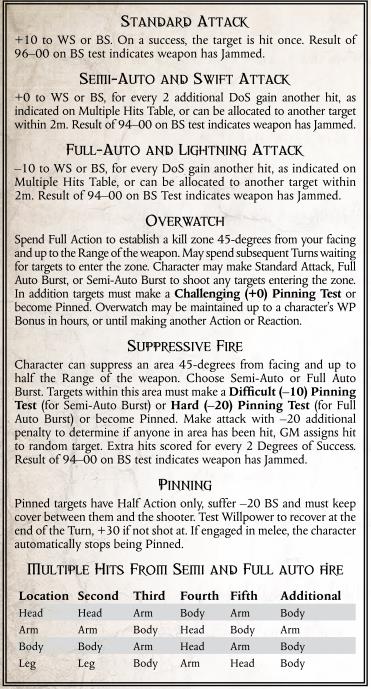 Standard Attack
+10 to WS or BS. On a success, the target is hit once. Result of
96–00 on BS test indicates weapon has Jammed.
Semi-Auto and Swift Attack
+0 to WS or BS, for every 2 additional DoS gain another hit, as
indicated on Multiple Hits Table, or can be allocated to another target
within 2m. Result of 94–00 on BS test indicates weapon has Jammed.
Full-Auto and Lightning Attack
–10 to WS or BS, for every DoS gain another hit, as indicated on
Multiple Hits Table, or can be allocated to another target within
2m. Result of 94–00 on BS Test indicates weapon has Jammed.
Overwatch
Spend Full Action to establish a kill zone 45-degrees from your facing
and up to the Range of the weapon. May spend subsequent Turns waiting
for targets to enter the zone. Character may make Standard Attack, Full
Auto Burst, or Semi-Auto Burst to shoot any targets entering the zone.
In addition targets must make a Challenging (+0) Pinning Test or
become Pinned. Overwatch may be maintained up to a character's WP
Bonus in hours, or until making another Action or Reaction.
Suppressive Fire
Character can suppress an area 45-degrees from facing and up to
half the Range of the weapon. Choose Semi-Auto or Full Auto
Burst. Targets within this area must make a Difficult (–10) Pinning
Test (for Semi-Auto Burst) or Hard (–20) Pinning Test (for Full
Auto Burst) or become Pinned. Make attack with –20 additional
penalty to determine if anyone in area has been hit, GM assigns hit
to random target. Extra hits scored for every 2 Degrees of Success.
Result of 94–00 on BS test indicates weapon has Jammed.
Pinning
Pinned targets have Half Action only, suffer –20 BS and must keep
cover between them and the shooter. Test Willpower to recover at the
end of the Turn, +30 if not shot at. If engaged in melee, the character
automatically stops being Pinned.
Multiple Hits From Semi and Full auto fire
Location Second Third Fourth Fifth Additional
Head Head Arm Body Arm Body
Arm Arm Body Head Body Arm
Body Body Arm Head Arm Body
Leg Leg Body Arm Head Body